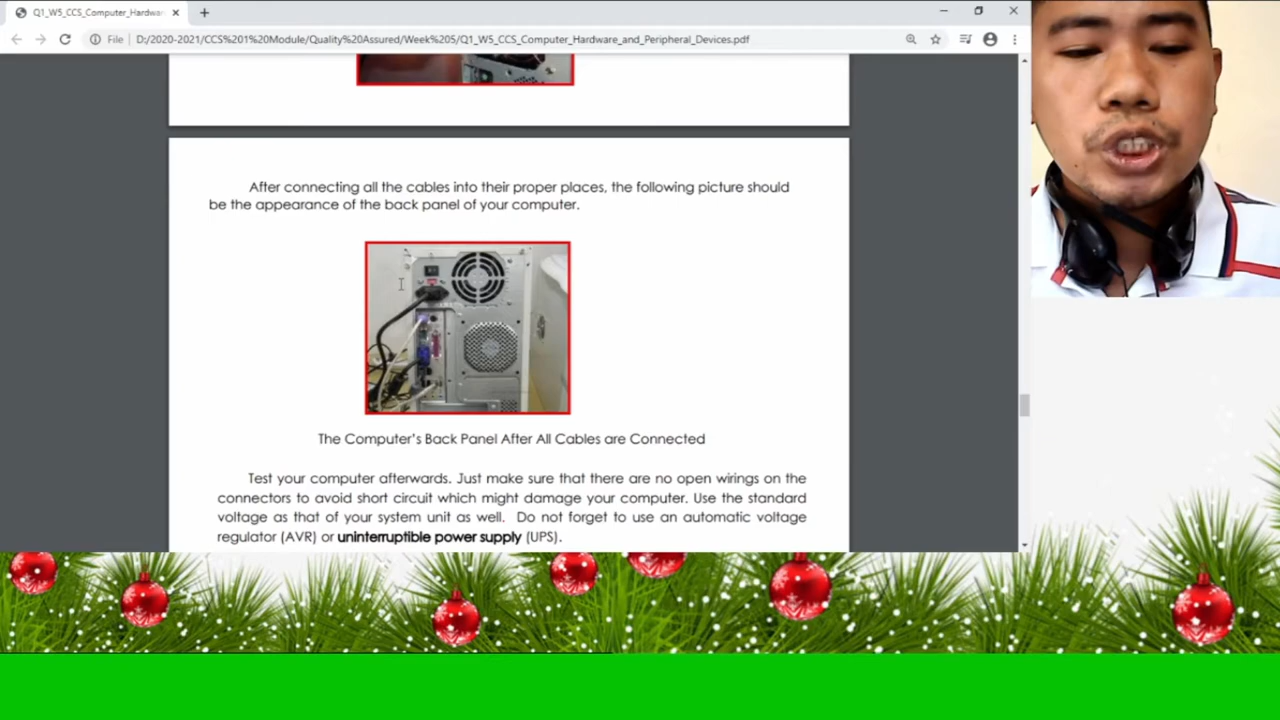 Q1_W5_CCS_Computer_Hardwar
File
D:/2020-2021/CCS%201%20Module/Quality%20Assured/Week%205/Q1_W5_CCS_Computer_Hardware_and_Peripheral_Devices.pdf
After connecting all the cables into their proper places, the following picture should
be the appearance of the back panel of your computer.
The Computer's Back Panel After All Cables are Connected
Test your computer afterwards. Just make sure that there are no open wirings on the
connectors to avoid short circuit which might damage your computer. Use the standard
voltage as that of your system unit as well. Do not forget to use an automatic voltage
regulator (AVR) or uninterruptible power supply (UPS).